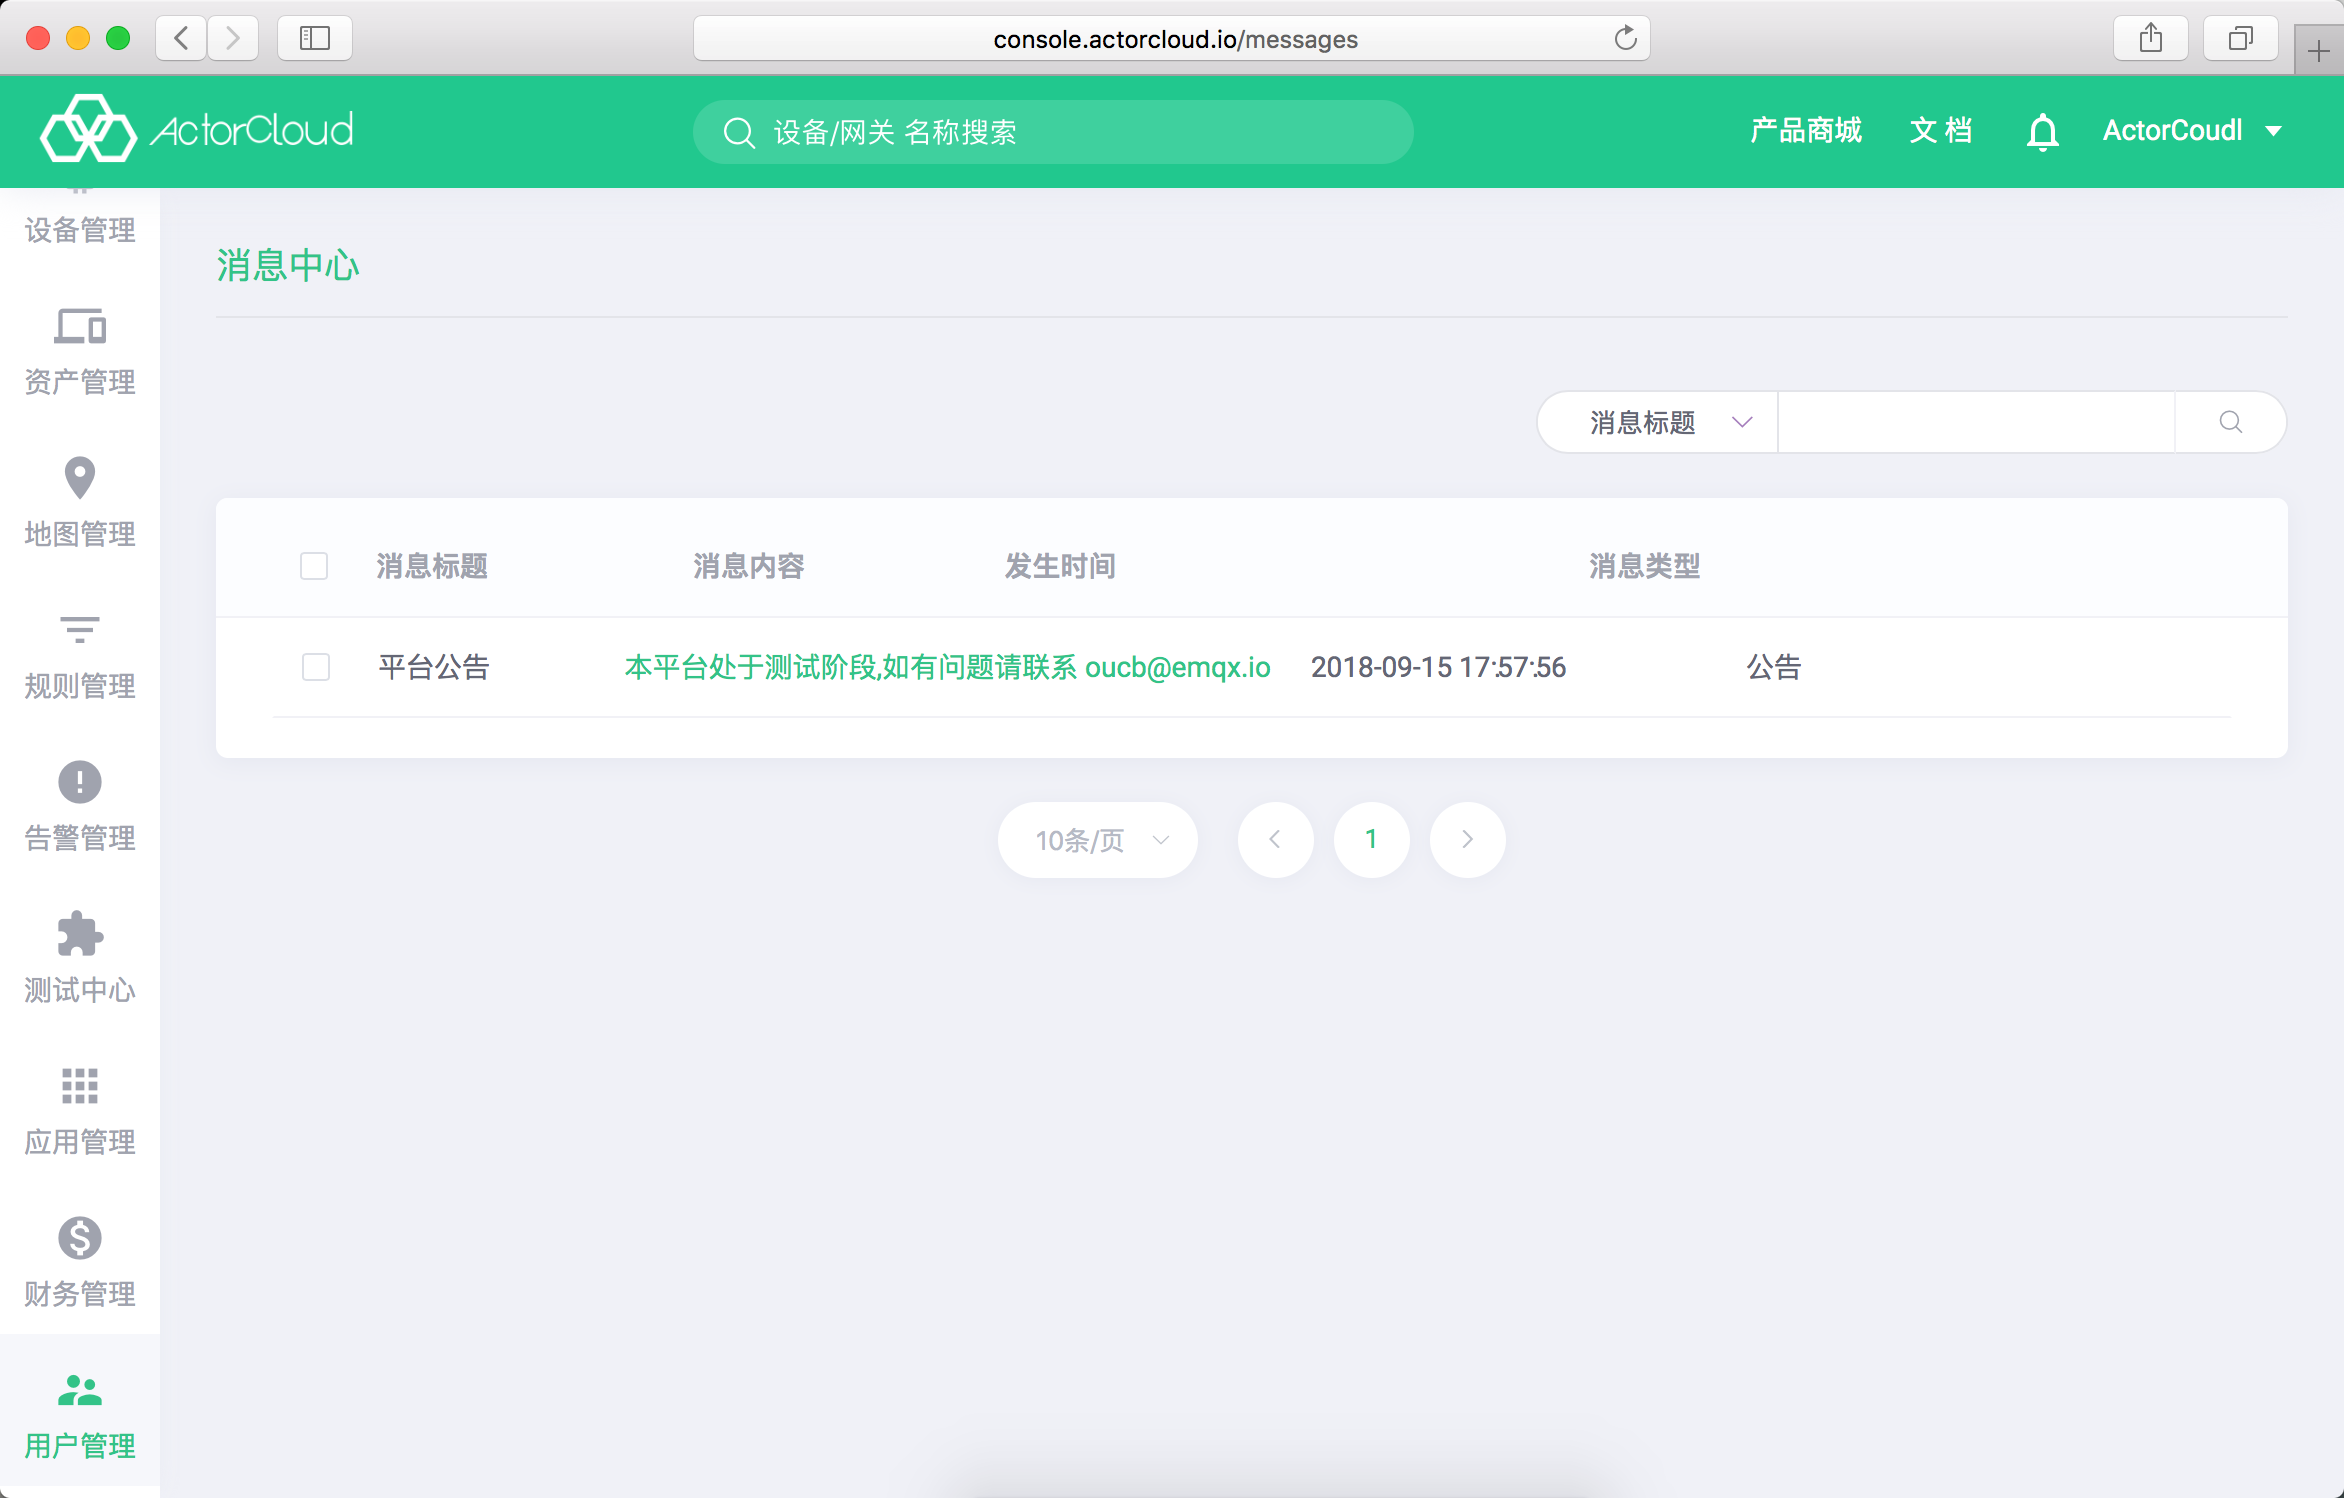 console.actorcloud.io/messages
ActorCloud
设备/网关 名称搜索
产品商城
文 档
ActorCoudl
设备管理
资产管理
地图管理
规则管理
告警管理
测试中心
应用管理
财务管理
用户管理
消息中心
消息标题
消息标题 消息内容 发生时间 消息类型
平台公告 本平台处于测试阶段,如有问题请联系 oucb@emqx.io 2018-09-15 17:57:56 公告
10条/页 1